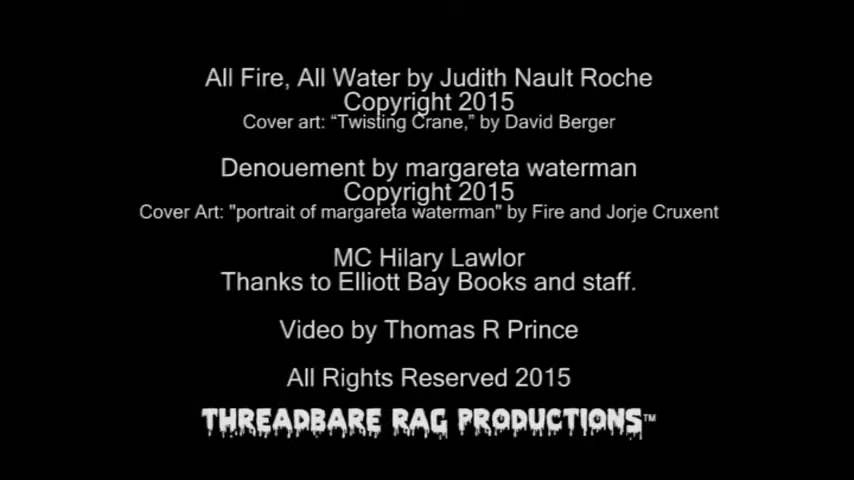 All Fire, All Water by Judith Nault Roche
Copyright 2015
Cover art: “Twisting Crane,” by David Berger
Denouement by margareta waterman
Copyright 2015
Cover Art: "portrait of margareta waterman" by Fire and Jorje Cruxent
MC Hilary Lawlor
Thanks to Elliott Bay Books and staff.
Video by Thomas R Prince
All Rights Reserved 2015
THREADBARE RAG PRODUCTIONS™